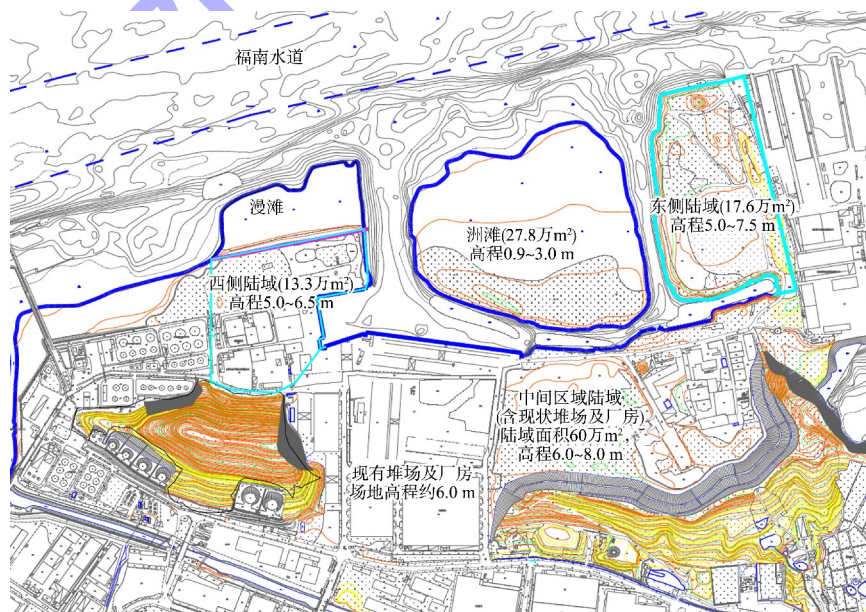 福南水道
漫滩
洲滩(27.8万m²)
高程0.9~3.0 m
东侧陆域(17.6万m²)
高程5.0~7.5 m
西侧陆域(13.3万m²)
高程5.0~6.5 m
中间区域陆域
(含现状堆场及厂房)
陆域面积60万m²,
高程6.0~8.0 m
现有堆场及厂房
场地高程约6.0 m